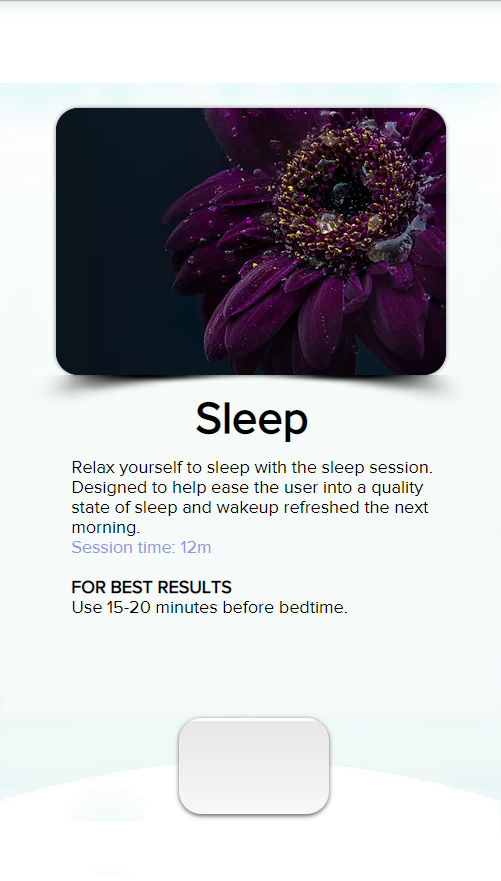 Sleep
Relax yourself to sleep with the sleep session.
Designed to help ease the user into a quality
state of sleep and wakeup refreshed the next
morning.
Session time: 12m
FOR BEST RESULTS
Use 15-20 minutes before bedtime.